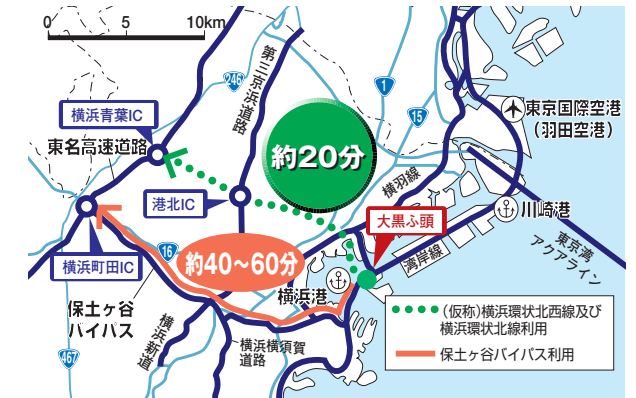 0 5 10km
246
第三京浜道路
1
15
横浜青葉IC
東名高速道路
約20分
東京国際空港
(羽田空港)
横羽線
港北IC
大黒ふ頭
川崎港
湾岸線
東京湾
アクアライン
16
約40~60分
横浜町田IC
横浜港
保土ヶ谷
バイパス
横浜新道
横浜横須賀
道路
467
(仮称)横浜環状北西線及び
横浜環状北線利用
保土ヶ谷バイパス利用